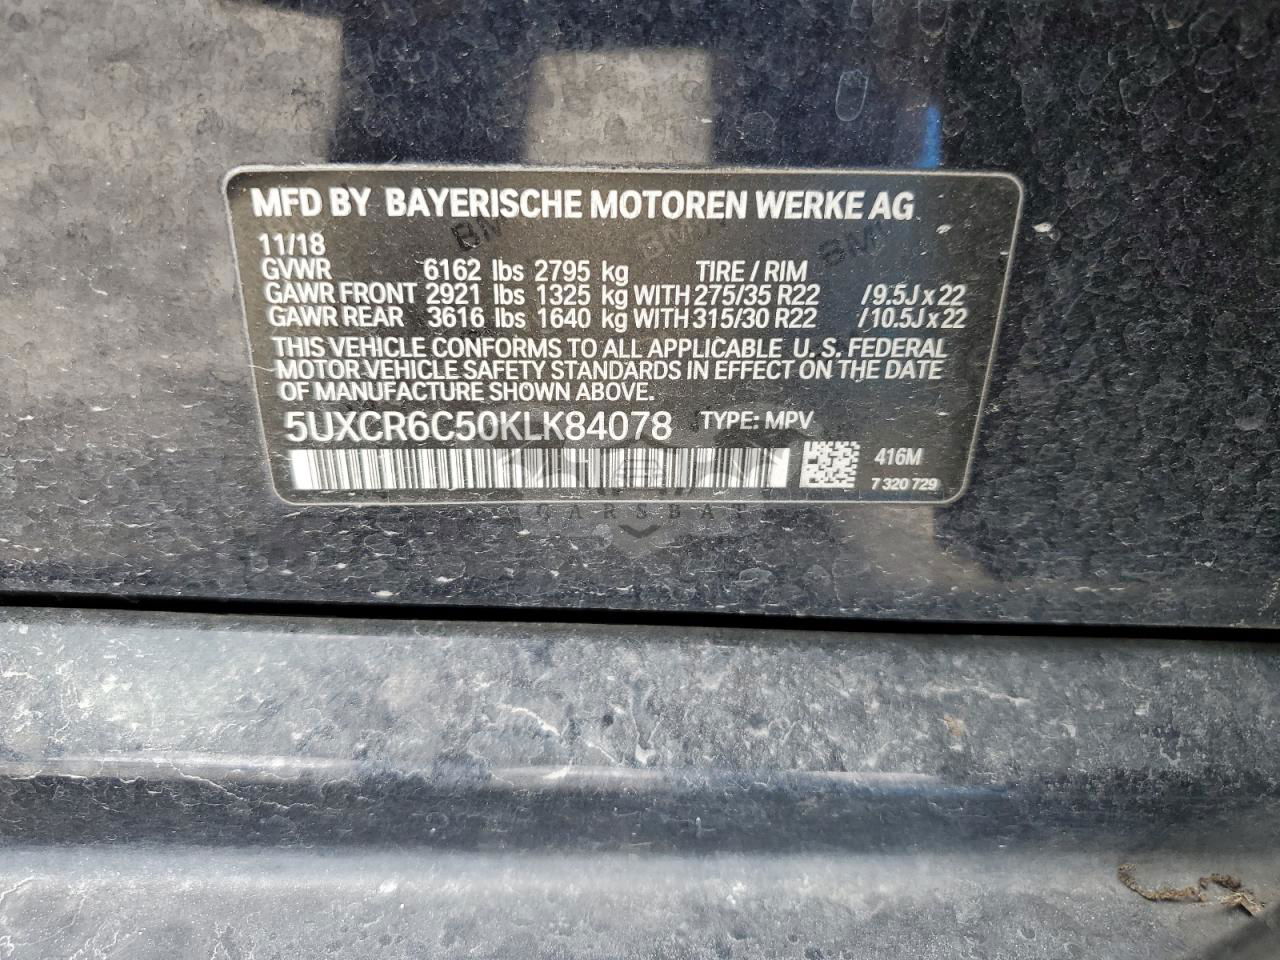 MFD BY BAYERISCHE MOTOREN WERKE AG
11/18
GVWR 6162 lbs 2795 kg TIRE / RIM
GAWR FRONT 2921 lbs 1325 kg WITH 275/35 R22 /9.5J x 22
GAWR REAR 3616 lbs 1640 kg WITH 315/30 R22 /10.5J x 22
THIS VEHICLE CONFORMS TO ALL APPLICABLE U. S. FEDERAL
MOTOR VEHICLE SAFETY STANDARDS IN EFFECT ON THE DATE
OF MANUFACTURE SHOWN ABOVE.
5UXCR6C50KLK84078 TYPE: MPV
416M
7 320 729
CARSBAT